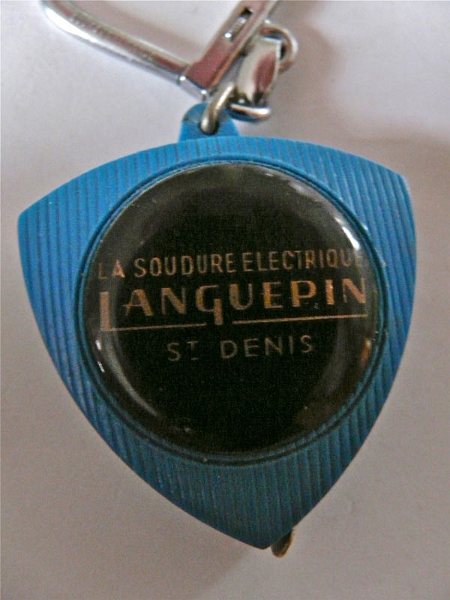 LA SOUDURE ELECTRIQUE
LANGUEPIN
ST DENIS